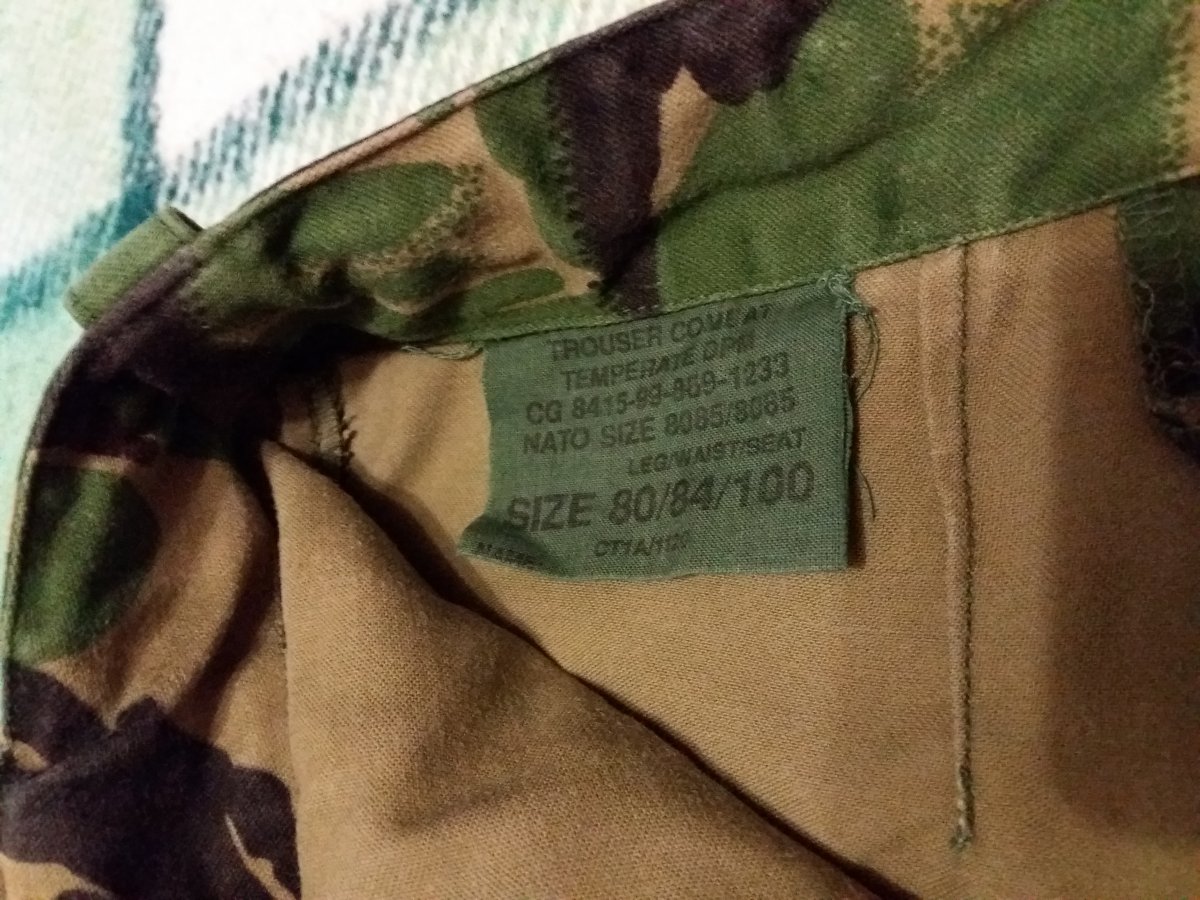 TROUSER COMBAT
TEMPERATE DPM
CG 8415-99-869-1233
NATO SIZE 8085/8065
LEG/WAIST/SEAT
SIZE 80/84/100